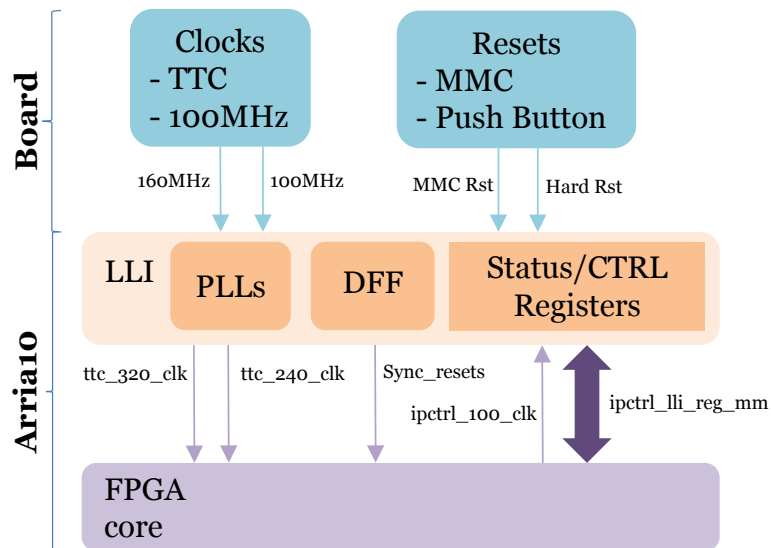 Board
Clocks
- TTC
- 100MHz
Resets
- MMC
- Push Button
160MHz
100MHz
MMC Rst
Hard Rst
Arria10
LLI
PLLs
DFF
Status/CTRL
Registers
ttc_320_clk
ttc_240_clk
Sync_resets
ipctrl_100_clk
ipctrl_lli_reg_mm
FPGA
core